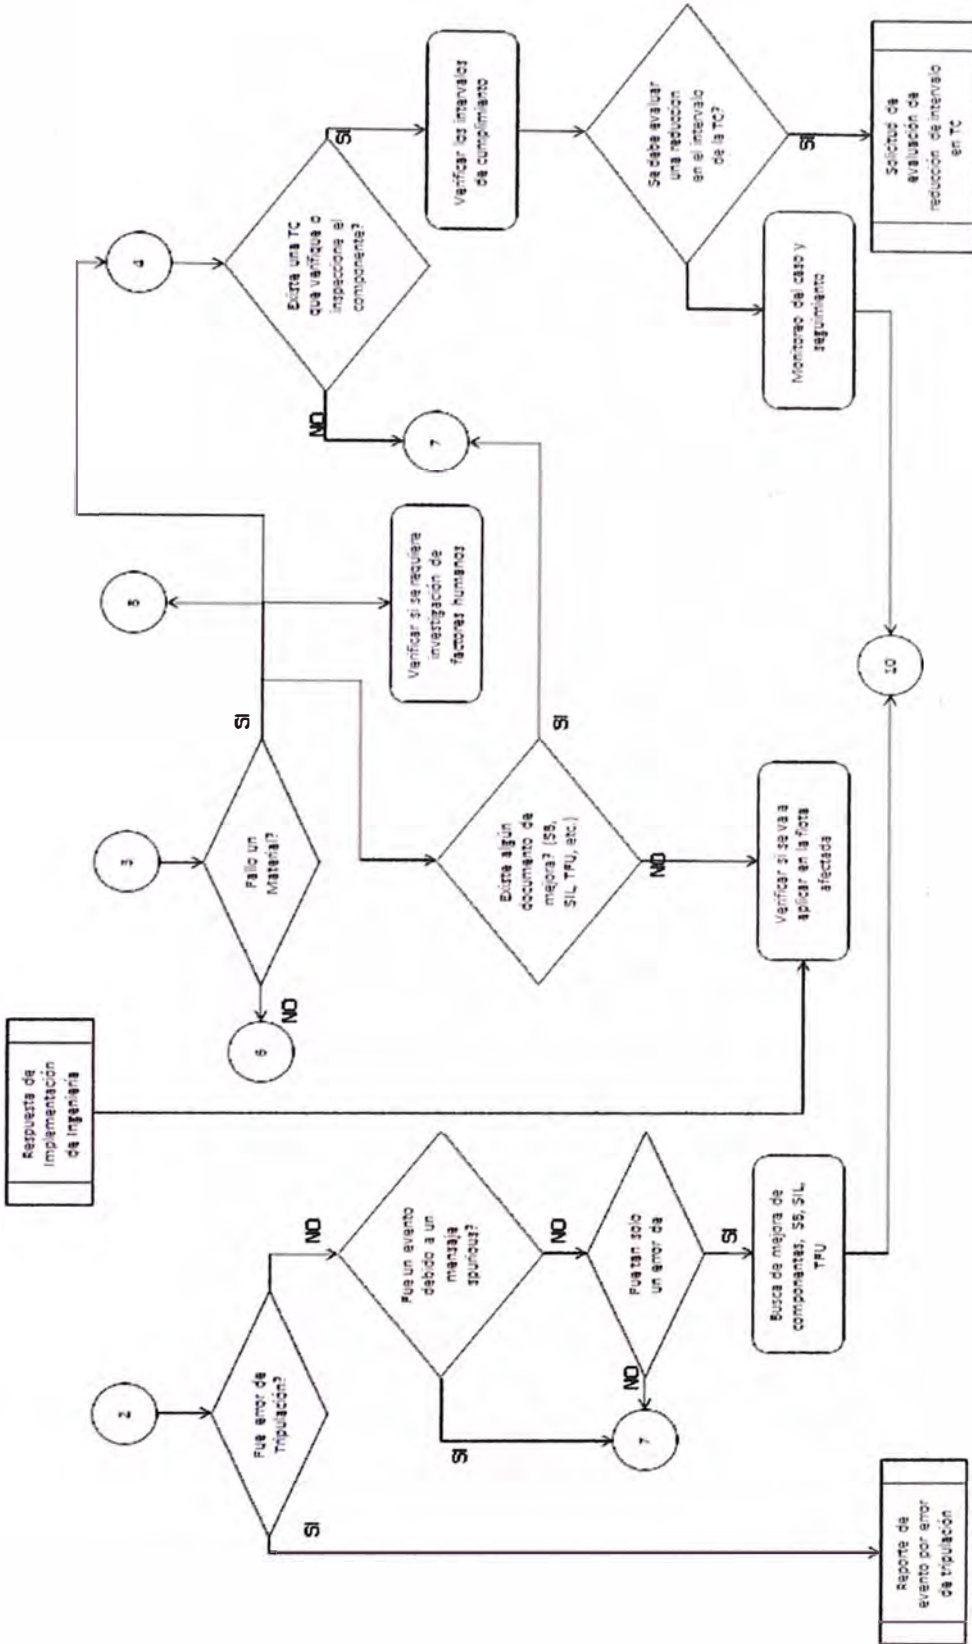 2
Fue error de
Tripulación?
SI
NO
Reporte de
evento por error
de tripulación
Fue un evento
debido a un
mensaje
spurious?
SI
NO
Fue tan solo
un error de
NO
SI
7
Busca de mejora de
componentes, SB, SIL,
TFU
Respuesta de
Implementación
de Ingeniería
3
Fallo un
Material?
NO
SI
6
Existe algún
documento de
mejora? (SB,
SIL, TFU, etc.)
NO
SI
Verificar si se va a
aplicar en la flota
afectada
Verificar si se requiere
investigación de
factores humanos
7
10
4
Existe una TC
que verifique o
inspeccione el
componente?
NO
SI
Verificar los intervalos
de cumplimiento
Se debe evaluar
una reducción
en el intervalo
de la TC?
SI
Monitoreo del caso y
seguimiento
Solicitud de
evaluación de
reducción de intervalo
en TC